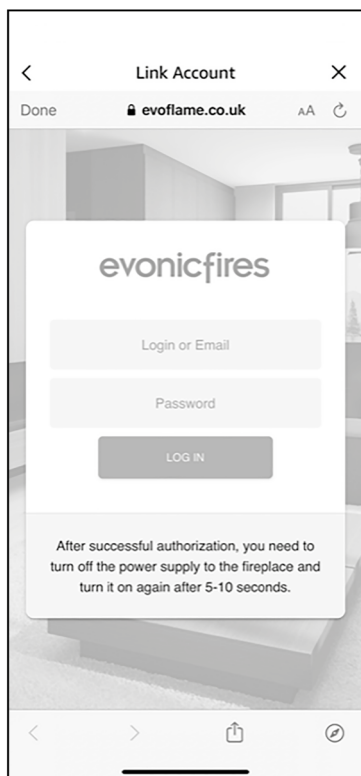 Link Account
Done evoflame.co.uk AA
evonicfires
Login or Email
Password
LOG IN
After successful authorization, you need to
turn off the power supply to the fireplace and
turn it on again after 5-10 seconds.